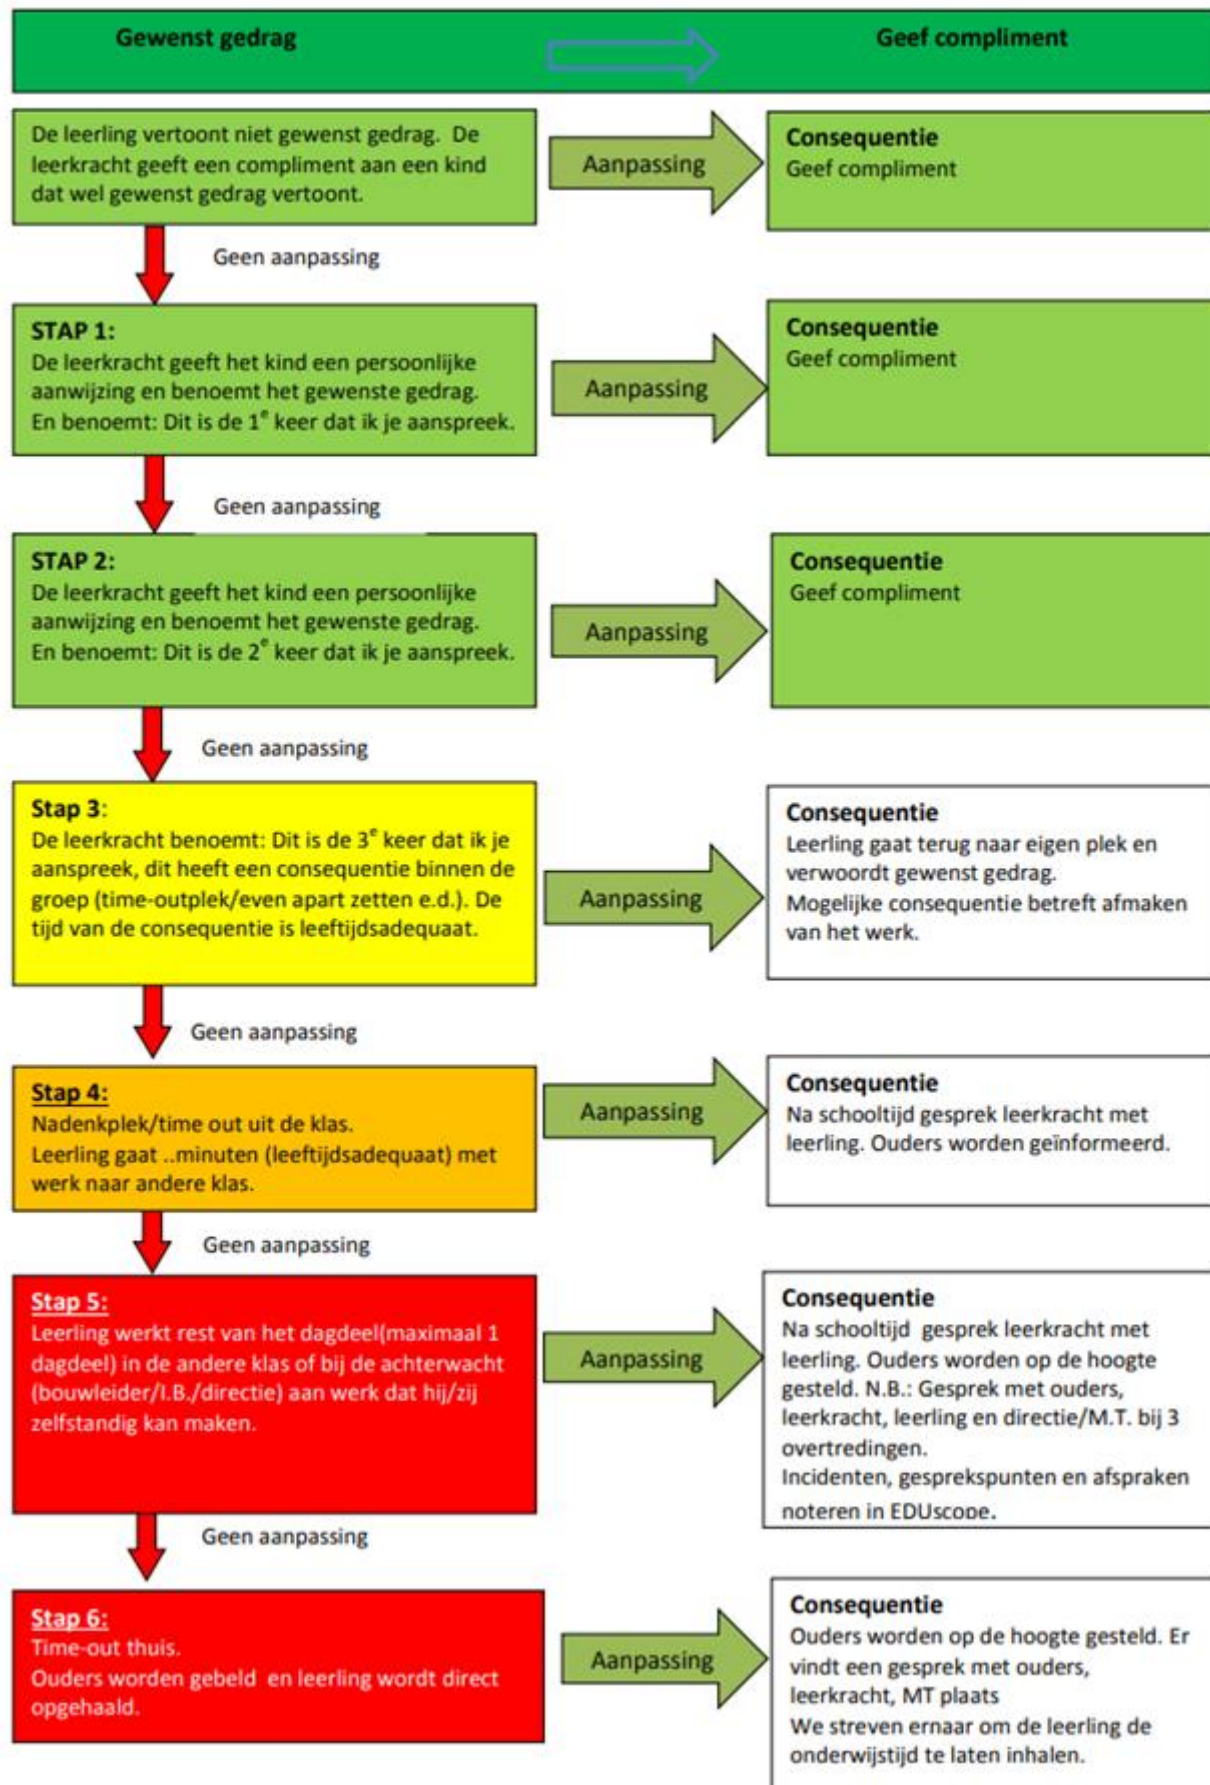 Gewenst gedrag
Geef compliment
De leerling vertoont niet gewenst gedrag.  De
leerkracht geeft een compliment aan een kind
dat wel gewenst gedrag vertoont.
Aanpassing
Consequentie
Geef compliment
Geen aanpassing
STAP 1:
De leerkracht geeft het kind een persoonlijke
aanwijzing en benoemt het gewenste gedrag.
En benoemt: Dit is de 1e keer dat ik je aanspreek.
Aanpassing
Consequentie
Geef compliment
Geen aanpassing
STAP 2:
De leerkracht geeft het kind een persoonlijke
aanwijzing en benoemt het gewenste gedrag.
En benoemt: Dit is de 2e keer dat ik je aanspreek.
Aanpassing
Consequentie
Geef compliment
Geen aanpassing
Stap 3:
De leerkracht benoemt: Dit is de 3e keer dat ik je
aanspreek, dit heeft een consequentie binnen de
groep (time-outplek/even apart zetten e.d.). De
tijd van de consequentie is leeftijdsadequaat.
Aanpassing
Consequentie
Leerling gaat terug naar eigen plek en
verwoordt gewenst gedrag.
Mogelijke consequentie betreft afmaken
van het werk.
Geen aanpassing
Stap 4:
Nadenkplek/time out uit de klas.
Leerling gaat ..minuten (leeftijdsadequaat) met
werk naar andere klas.
Aanpassing
Consequentie
Na schooltijd gesprek leerkracht met
leerling. Ouders worden geïnformeerd.
Geen aanpassing
Stap 5:
Leerling werkt rest van het dagdeel(maximaal 1
dagdeel) in de andere klas of bij de achterwacht
(bouwleider/I.B./directie) aan werk dat hij/zij
zelfstandig kan maken.
Aanpassing
Consequentie
Na schooltijd  gesprek leerkracht met
leerling. Ouders worden op de hoogte
gesteld. N.B.: Gesprek met ouders,
leerkracht, leerling en directie/M.T. bij 3
overtredingen.
Incidenten, gesprekspunten en afspraken
noteren in EDUscope.
Geen aanpassing
Stap 6:
Time-out thuis.
Ouders worden gebeld  en leerling wordt direct
opgehaald.
Aanpassing
Consequentie
Ouders worden op de hoogte gesteld. Er
vindt een gesprek met ouders,
leerkracht, MT plaats
We streven ernaar om de leerling de
onderwijstijd te laten inhalen.